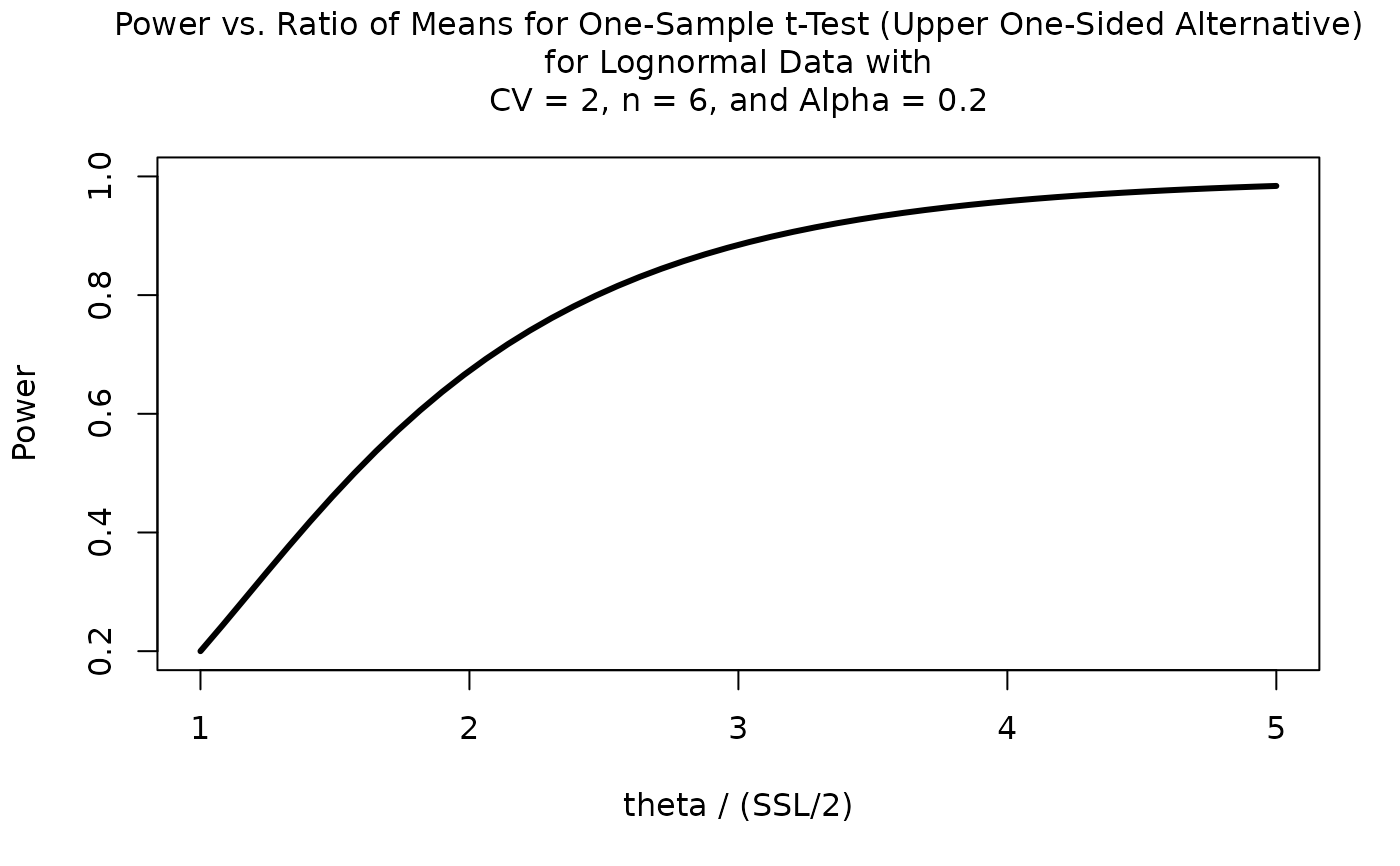 Power vs. Ratio of Means for One-Sample t-Test (Upper One-Sided Alternative)
for Lognormal Data with
CV = 2, n = 6, and Alpha = 0.2
Power
1.0
0.8
0.6
0.4
0.2
1 2 3 4 5
theta / (SSL/2)